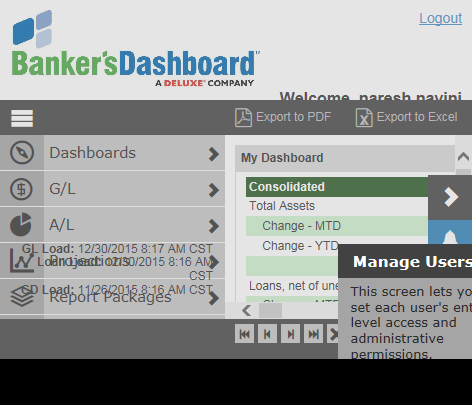 Logout
Banker'sDashboard™
A DELUXE® COMPANY
Welcome, paresh navini
Export to PDF
Export to Excel
Dashboards
My Dashboard
G/L
Consolidated
Total Assets
A/L
Change - MTD
GL Load: 12/30/2015 8:17 AM CST
Change - YTD
Projections
Loan Load: 12/30/2015 8:16 AM
CST
Manage Users
CD Load: 11/26/2015 8:16 AM CST
Report Packages
Loans, net of une
Change - MTD
This screen lets yo
set each user's ent
level access and
administrative
permissions.